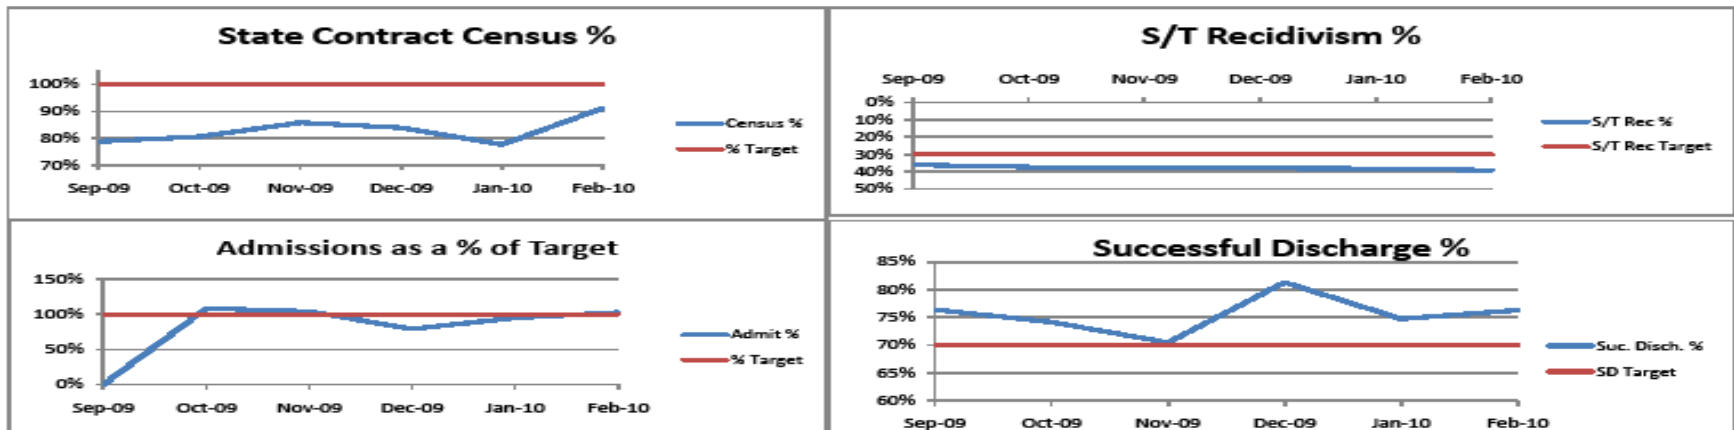 State Contract Census %
100%
90%
80%
70%
Sep-09 Oct-09 Nov-09 Dec-09 Jan-10 Feb-10
Census %
% Target
S/T Recidivism %
Sep-09 Oct-09 Nov-09 Dec-09 Jan-10 Feb-10
0%
10%
20%
30%
40%
50%
S/T Rec %
S/T Rec Target
Admissions as a % of Target
150%
100%
50%
0%
Sep-09 Oct-09 Nov-09 Dec-09 Jan-10 Feb-10
Admit %
% Target
Successful Discharge %
85%
80%
75%
70%
65%
60%
Sep-09 Oct-09 Nov-09 Dec-09 Jan-10 Feb-10
Suc. Disch. %
SD Target